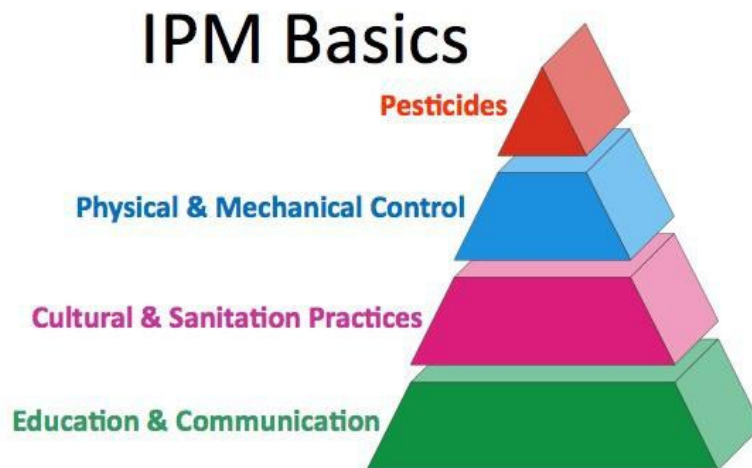 IPM Basics
Pesticides
Physical & Mechanical Control
Cultural & Sanitation Practices
Education & Communication